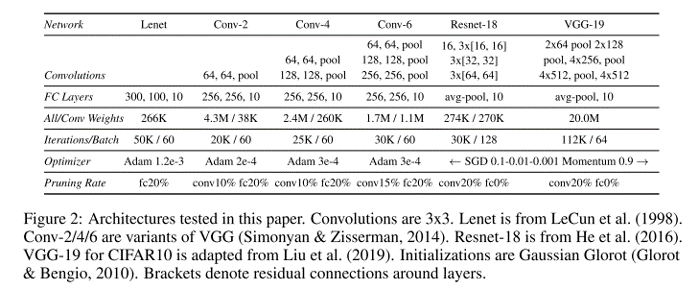 Network Lenet Conv-2 Conv-4 Conv-6 Resnet-18 VGG-19
64, 64, pool 16, 3x[16, 16] 2x64 pool 2x128
64, 64, pool 128, 128, pool 3x[32, 32] pool, 4x256, pool
Convolutions 64, 64, pool 128, 128, pool 256, 256, pool 3x[64, 64] 4x512, pool, 4x512
FC Layers 300, 100, 10 256, 256, 10 256, 256, 10 256, 256, 10 avg-pool, 10 avg-pool, 10
All/Conv Weights 266K 4.3M / 38K 2.4M / 260K 1.7M / 1.1M 274K / 270K 20.0M
Iterations/Batch 50K / 60 20K / 60 25K / 60 30K / 60 30K / 128 112K / 64
Optimizer Adam 1.2e-3 Adam 2e-4 Adam 3e-4 Adam 3e-4 ← SGD 0.1-0.01-0.001 Momentum 0.9 →
Pruning Rate fc20% conv10% fc20% conv10% fc20% conv15% fc20% conv20% fc0% conv20% fc0%
Figure 2: Architectures tested in this paper. Convolutions are 3x3. Lenet is from LeCun et al. (1998).
Conv-2/4/6 are variants of VGG (Simonyan & Zisserman, 2014). Resnet-18 is from He et al. (2016).
VGG-19 for CIFAR10 is adapted from Liu et al. (2019). Initializations are Gaussian Glorot (Glorot
& Bengio, 2010). Brackets denote residual connections around layers.